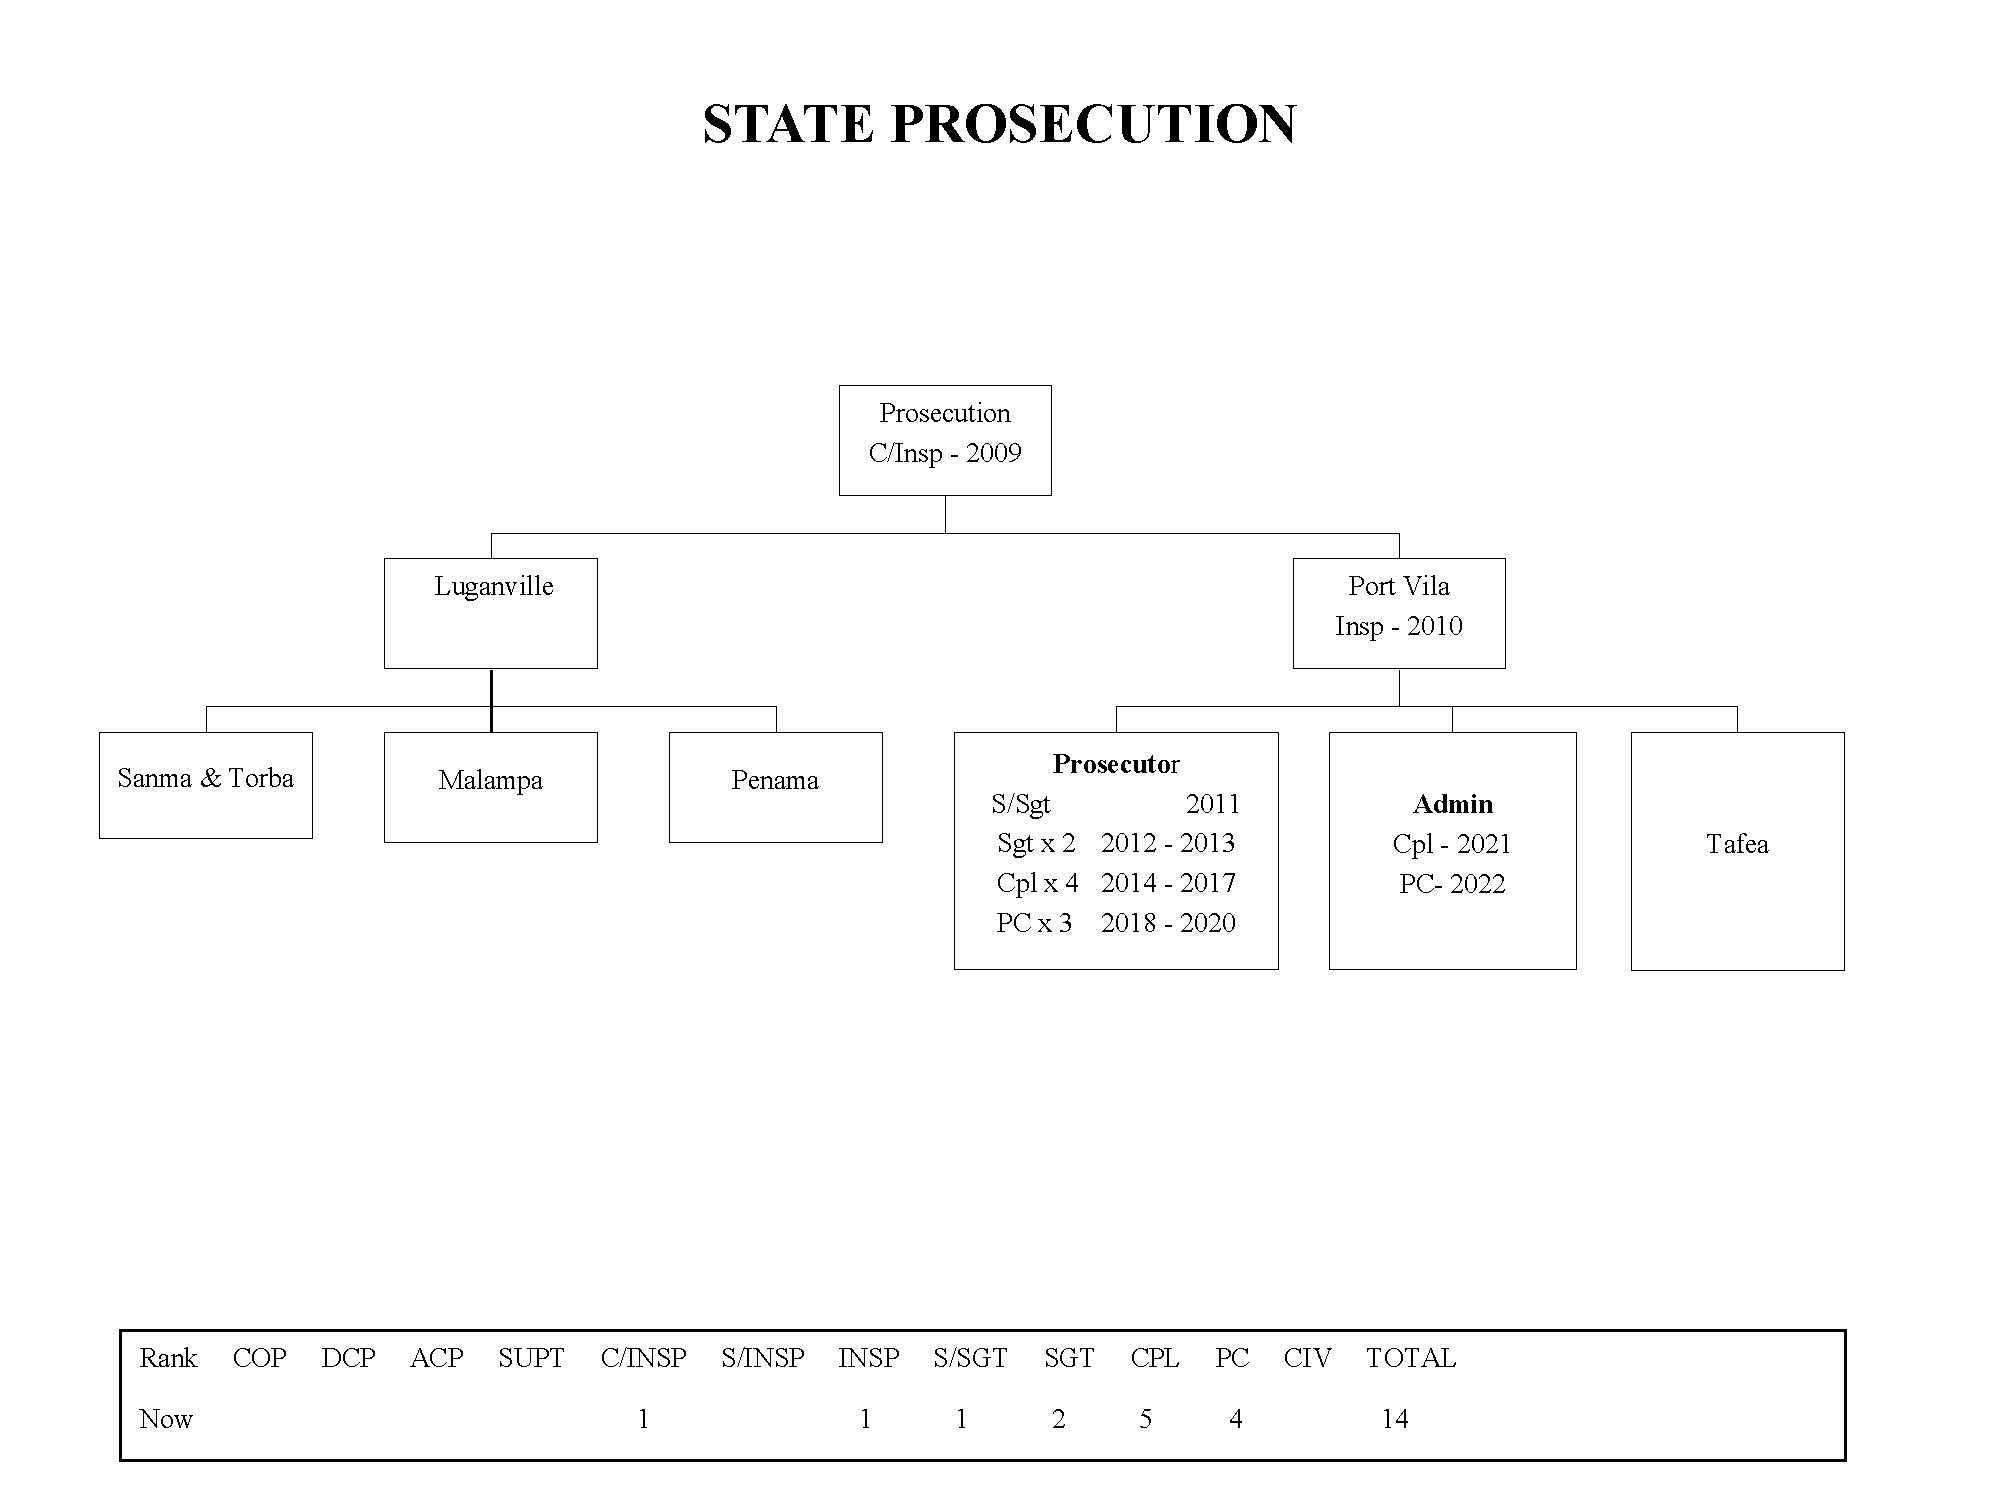 STATE PROSECUTION
Prosecution
C/Insp - 2009
Luganville
Port Vila
Insp - 2010
Sanma & Torba
Malampa
Penama
Prosecutor
S/Sgt 2011
Sgt x 2 2012 - 2013
Cpl x 4 2014 - 2017
PC x 3 2018 - 2020
Admin
Cpl - 2021
PC- 2022
Tafea
Rank COP DCP ACP SUPT C/INSP S/INSP INSP S/SGT SGT CPL PC CIV TOTAL
Now 1 1 1 2 5 4 14